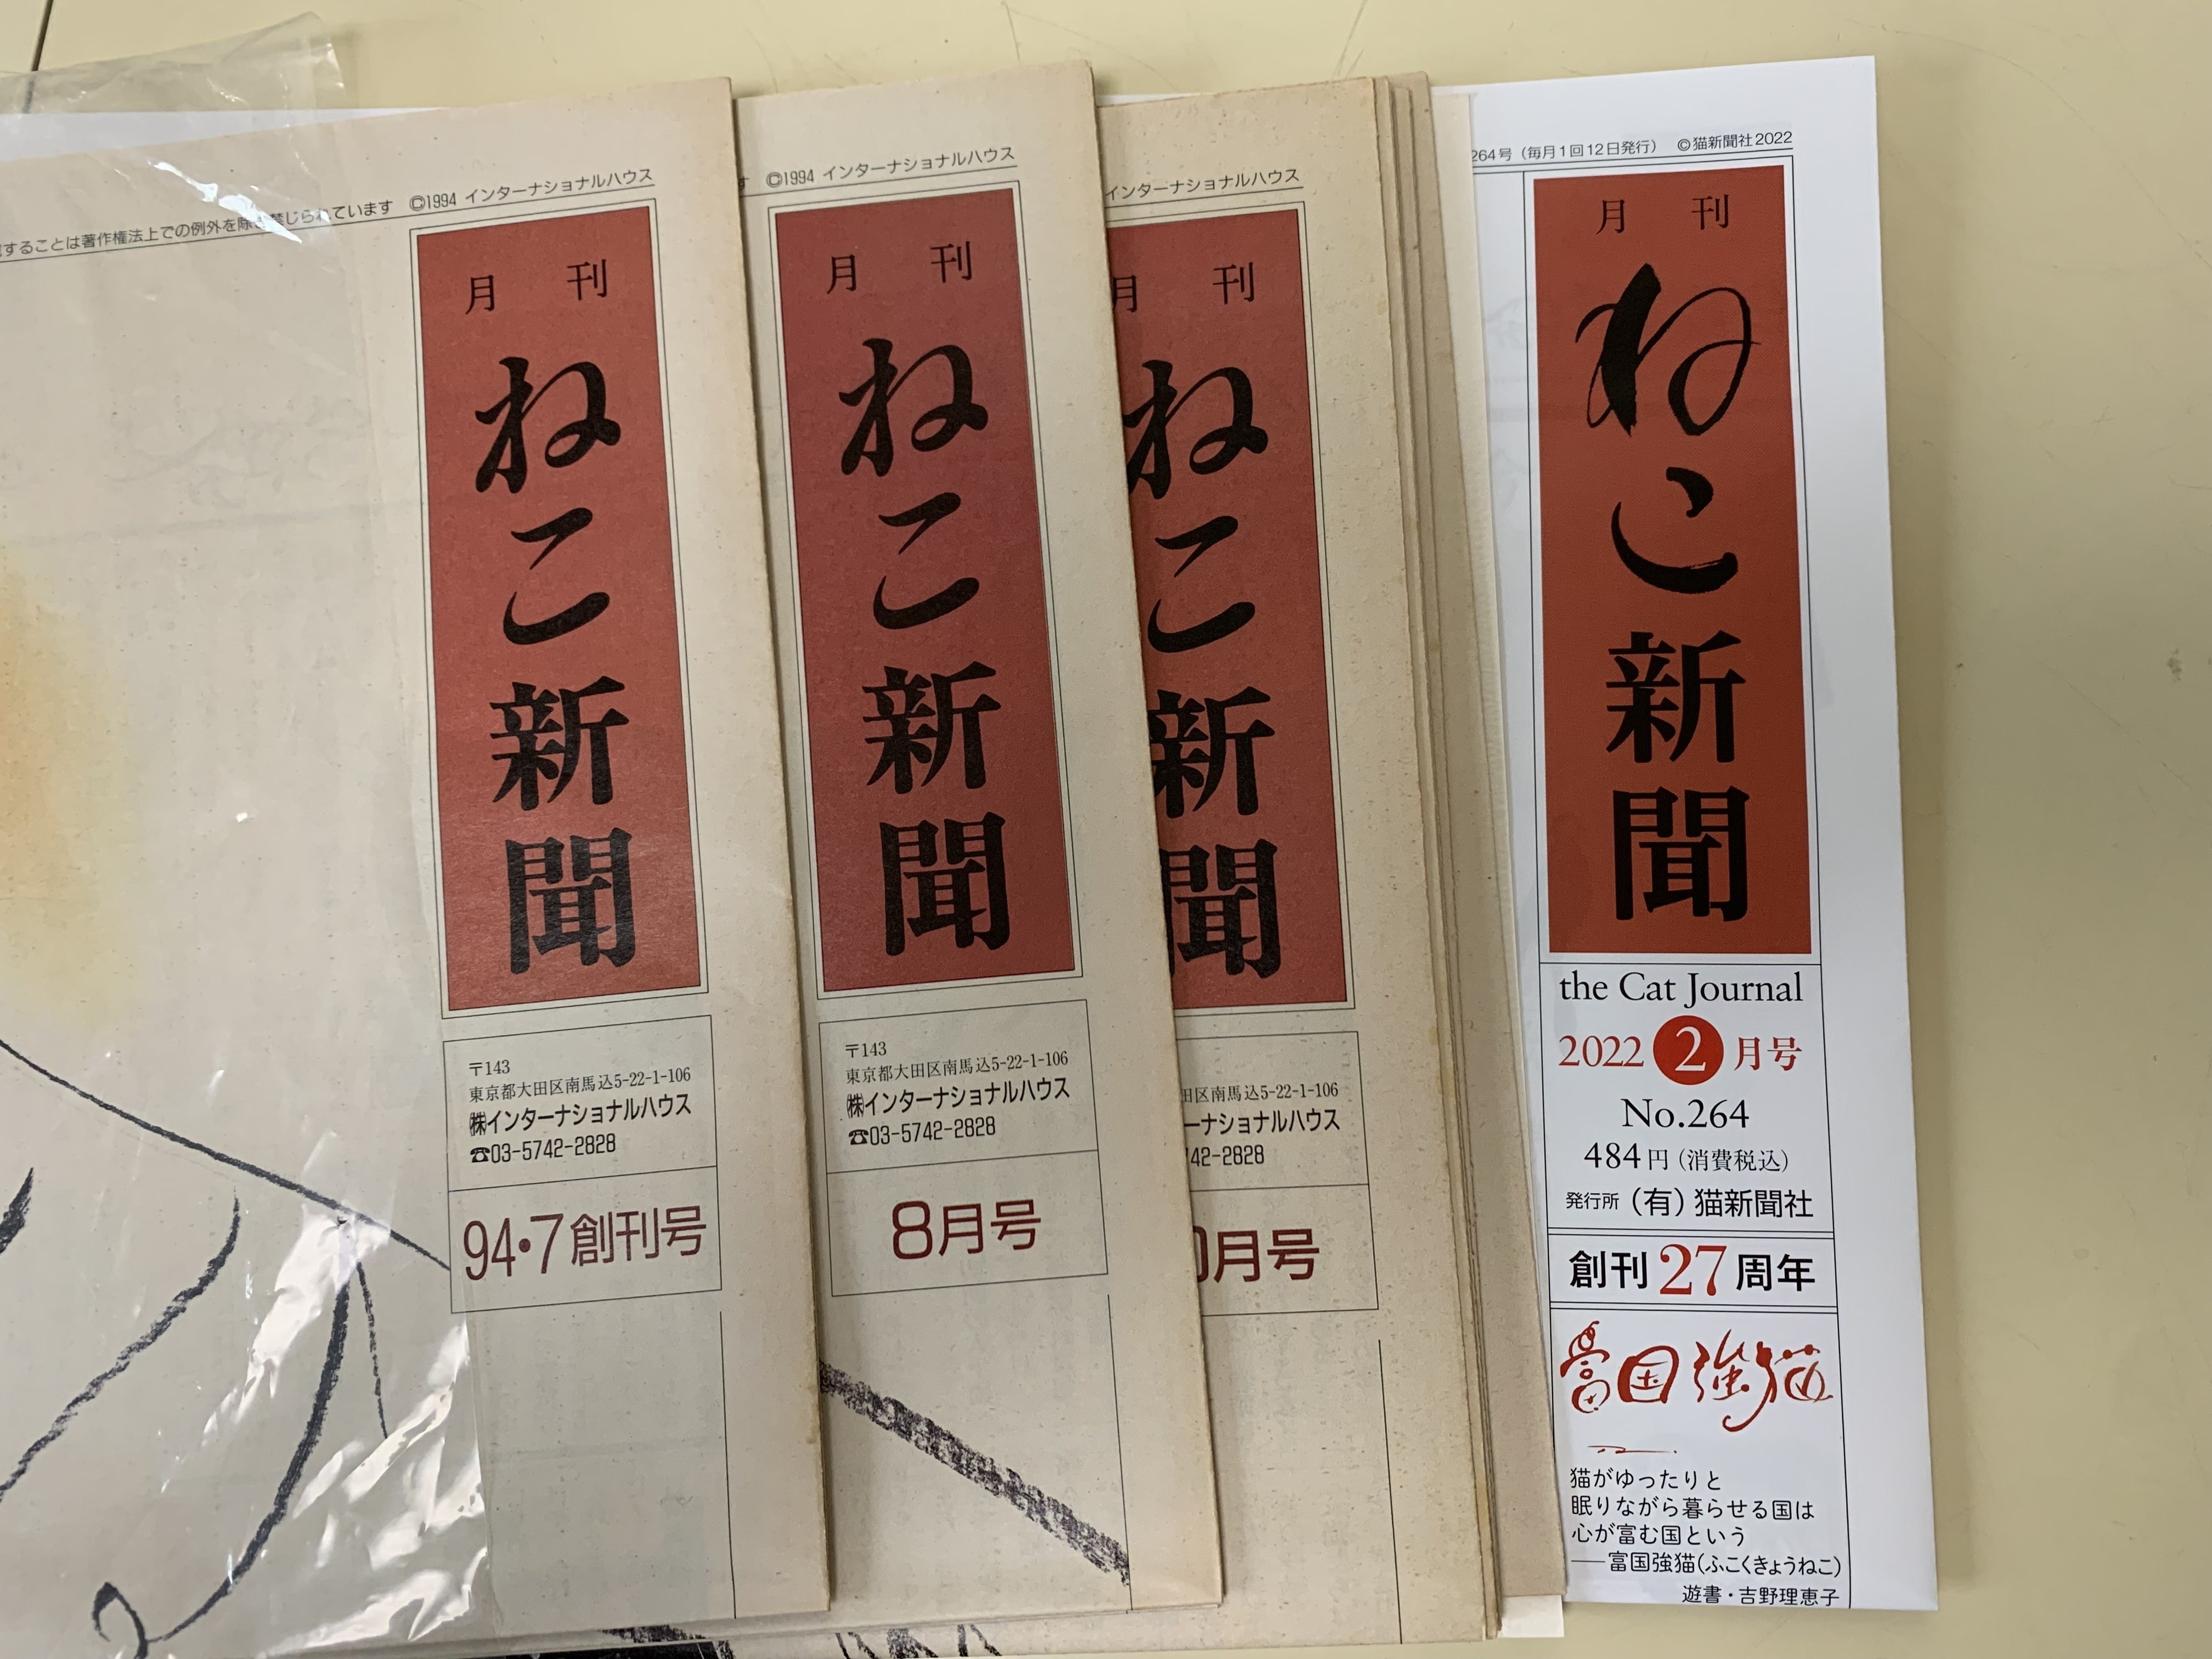 することは著作権法上での例外を除き禁じられています ©1994 インターナショナルハウス
月 刊
ねこ新聞
〒143
東京都大田区南馬込5-22-1-106
㈱インターナショナルハウス
☎03-5742-2828
94・7創刊号
す ©1994 インターナショナルハウス
月 刊
ねこ新聞
〒143
東京都大田区南馬込5-22-1-106
㈱インターナショナルハウス
☎03-5742-2828
8月号
インターナショナルハウス
月 刊
ねこ新聞
田区南馬込5-22-1-106
ーナショナルハウス
742-2828
0月号
264号(毎月1回12日発行) ©猫新聞社2022
月 刊
ねこ新聞
the Cat Journal
2022 2 月号
No.264
484円(消費税込)
発行所 (有)猫新聞社
創刊27周年
富国強猫
猫がゆったりと
眠りながら暮らせる国は
心が富む国という
──富国強猫(ふこくきょうねこ)
遊書・吉野理恵子